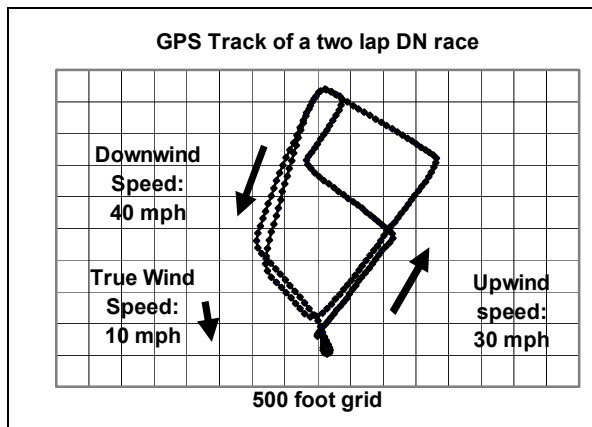 GPS Track of a two lap DN race
Downwind
Speed:
40 mph
True Wind
Speed:
10 mph
Upwind
speed:
30 mph
500 foot grid